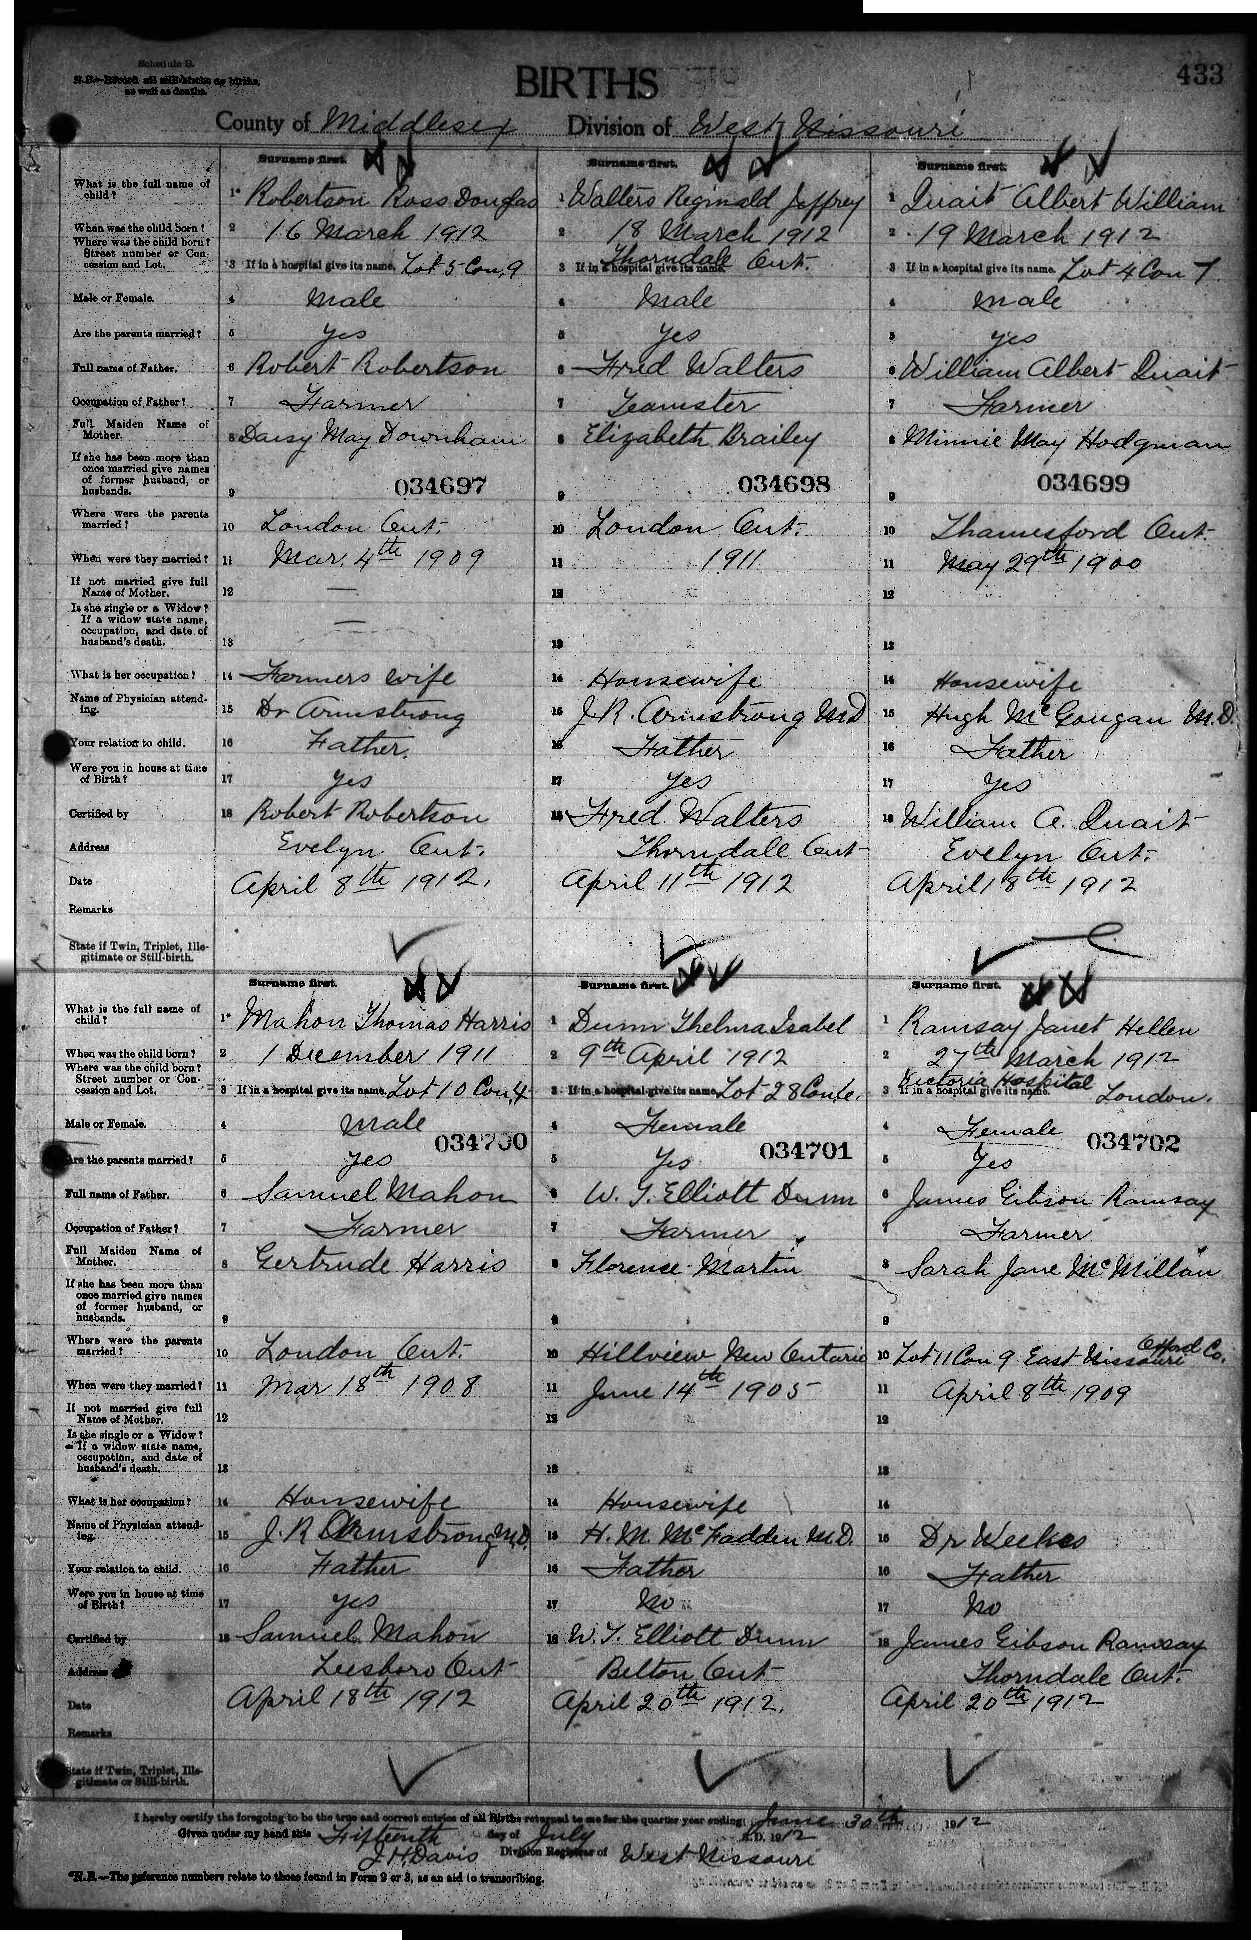 Schedule B.
N.B.—Record all still-births as births, as well as deaths.
BIRTHS
433
County of Middlesex Division of West Nissouri
What is the full name of child?
When was the child born?
Where was the child born? Street number or Concession and Lot.
Male or Female.
Are the parents married?
Full name of Father.
Occupation of Father?
Full Maiden Name of Mother.
If she has been more than once married give names of former husband, or husbands.
Where were the parents married?
When were they married?
If not married give full Name of Mother.
Is she single or a Widow? If a widow state name, occupation, and date of husband's death.
What is her occupation?
Name of Physician attending.
Your relation to child.
Were you in house at time of Birth?
Certified by
Address
Date
Remarks
State if Twin, Triplet, Illegitimate or Still-birth.
Surname first.
1* Robertson Ross Douglas
2 16 March 1912
3 If in a hospital give its name. Lot 5 Con. 9
4 Male
5 Yes
6 Robert Robertson
7 Farmer
8 Daisy May Downham
034697
9
10 London Ont.
11 Mar. 4th 1909
12 —
13 —
14 Farmers wife
15 Dr Armstrong
16 Father.
17 yes
18 Robert Robertson
Evelyn Ont.
April 8th 1912.
Surname first.
1 Walters Reginald Jeffrey
2 18 March 1912
Thorndale Ont.
3 If in a hospital give its name.
4 Male
5 Yes
6 Fred Walters
7 Teamster
8 Elizabeth Brailey
034698
9
10 London Ont.
11 1911
12
13
14 Housewife
15 J.R. Armstrong M.D
16 Father
17 Yes
18 Fred Walters
Thorndale Ont
April 11th 1912
Surname first.
1 Quait Albert William
2 19 March 1912
3 If in a hospital give its name. Lot 4 Con 7
4 Male
5 yes
6 William Albert Quait
7 Farmer
8 Minnie May Hodgman
034699
9
10 Thamesford Ont.
11 May 29th 1900
12
13
14 Housewife
15 Hugh McGougan M.D.
16 Father
17 Yes
18 William A. Quait
Evelyn Ont.
April 18th 1912
What is the full name of child?
When was the child born?
Where was the child born? Street number or Concession and Lot.
Male or Female.
Are the parents married?
Full name of Father.
Occupation of Father?
Full Maiden Name of Mother.
If she has been more than once married give names of former husband, or husbands.
Where were the parents married?
When were they married?
If not married give full Name of Mother.
Is she single or a Widow? If a widow state name, occupation, and date of husband's death.
What is her occupation?
Name of Physician attending.
Your relation to child.
Were you in house at time of Birth?
Certified by
Address
Date
Remarks
State if Twin, Triplet, Illegitimate or Still-birth.
Surname first.
1* Mahon Thomas Harris
2 1 December 1911
3 If in a hospital give its name. Lot 10 Con. 4
4 Male
034700
5 yes
6 Samuel Mahon
7 Farmer
8 Gertrude Harris
9
10 London Ont.
11 Mar 18th 1908
12
13
14 Housewife
15 J. R Armstrong M.D.
16 Father
17 yes
18 Samuel Mahon
Leesboro Ont
April 18th 1912
Surname first.
1 Dunn Thelma Isabel
2 9th April 1912
3 If in a hospital give its name. Lot 28 Con
4 Female
034701
5 Yes
6 W. T. Elliott Dunn
7 Farmer
8 Florence Martin
9
10 Hillview New Ontario
11 June 14th 1905
12
13
14 Housewife
15 H. M. McFadden M.D.
16 Father
17 No
18 W. T. Elliott Dunn
Belton Ont
April 20th 1912.
Surname first.
1 Ramsay Janet Hellen
2 27th March 1912
Victoria Hospital
3 If in a hospital give its name. London.
4 Female
034702
5 Yes
6 James Gibson Ramsay
7 Farmer
8 Sarah Jane McMillan
9
10 Lot 11 Con 9 East Nissouri Oxford Co.
11 April 8th 1909
12
13
14
15 Dr Weekes
16 Father
17 No
18 James Gibson Ramsay
Thorndale Ont.
April 20th 1912
I hereby certify the foregoing to be the true and correct entries of all Births returned to me for the quarter year ending June 30th 1912
Given under my hand this Fifteenth day of July A.D. 1912
J. H. Davis Division Registrar of West Nissouri
*N.B.—The reference numbers relate to those found in Form 9 or 3, as an aid to transcribing.